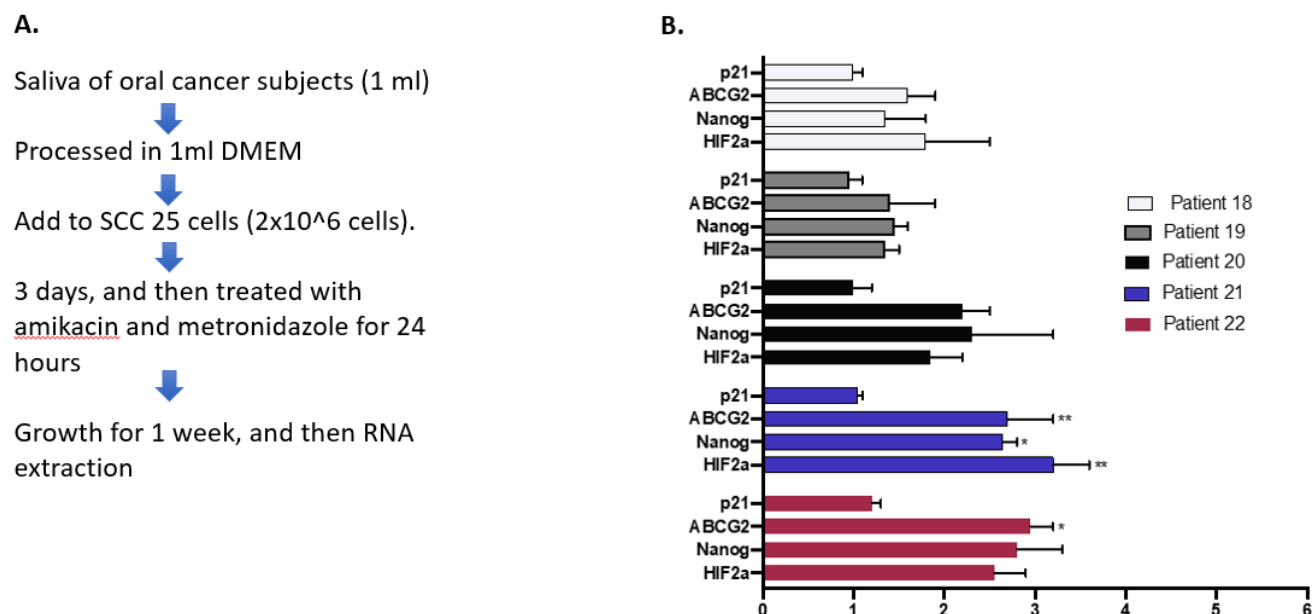 A.
Saliva of oral cancer subjects (1 ml)
Processed in 1ml DMEM
Add to SCC 25 cells (2x10^6 cells).
3 days, and then treated with
amikacin and metronidazole for 24
hours
Growth for 1 week, and then RNA
extraction
B.
p21
ABCG2
Nanog
HIF2a
p21
ABCG2
Nanog
HIF2a
p21
ABCG2
Nanog
HIF2a
p21
ABCG2 **
Nanog *
HIF2a **
p21
ABCG2 *
Nanog
HIF2a
0 1 2 3 4 5 6
Patient 18
Patient 19
Patient 20
Patient 21
Patient 22